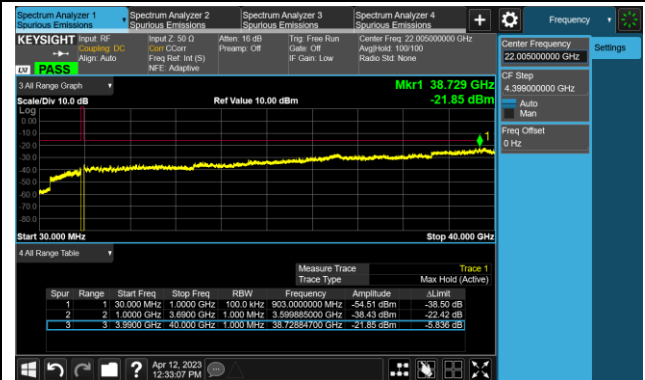 Spectrum Analyzer 1
Spurious Emissions
Spectrum Analyzer 2
Spurious Emissions
Spectrum Analyzer 3
Spurious Emissions
Spectrum Analyzer 4
Spurious Emissions
+
Frequency
KEYSIGHT
Input: RF
Coupling: DC
Align: Auto
Input Z: 50 Ω
Corr CCorr
Freq Ref: Int (S)
NFE: Adaptive
Atten: 16 dB
Preamp: Off
Trig: Free Run
Gate: Off
IF Gain: Low
Center Freq: 22.005000000 GHz
Avg|Hold: 100/100
Radio Std: None
LXI PASS
Center Frequency
22.005000000 GHz
Settings
CF Step
4.399000000 GHz
Auto
Man
Freq Offset
0 Hz
3 All Range Graph
Mkr1 38.729 GHz
Scale/Div 10.0 dB
Ref Value 10.00 dBm
-21.85 dBm
Log
0.00
-10.0
-20.0
-30.0
-40.0
-50.0
-60.0
-70.0
-80.0
1
Start 30.000 MHz
Stop 40.000 GHz
4 All Range Table
Measure Trace Trace 1
Trace Type Max Hold (Active)
Spur Range Start Freq Stop Freq RBW Frequency Amplitude ΔLimit
1 1 30.000 MHz 1.0000 GHz 100.0 kHz 903.0000000 MHz -54.51 dBm -38.50 dB
2 2 1.0000 GHz 3.6900 GHz 1.000 MHz 3.599885000 GHz -38.43 dBm -22.42 dB
3 3 3.9900 GHz 40.000 GHz 1.000 MHz 38.72884700 GHz -21.85 dBm -5.836 dB
?
Apr 12, 2023
12:33:07 PM